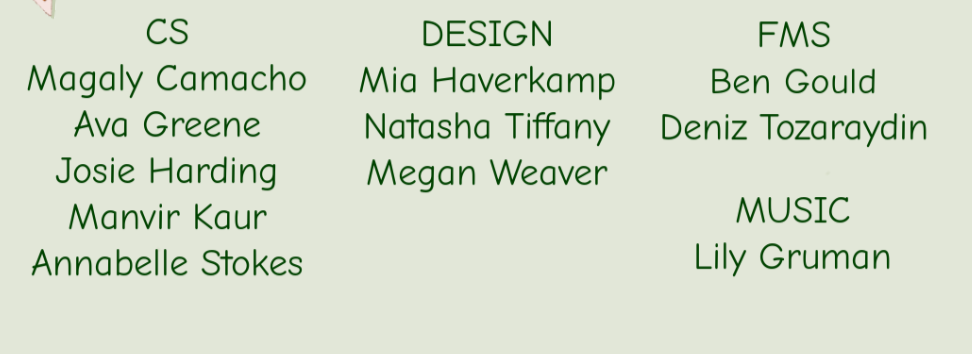 CS
Magaly Camacho
Ava Greene
Josie Harding
Manvir Kaur
Annabelle Stokes
DESIGN
Mia Haverkamp
Natasha Tiffany
Megan Weaver
FMS
Ben Gould
Deniz Tozaraydin
MUSIC
Lily Gruman